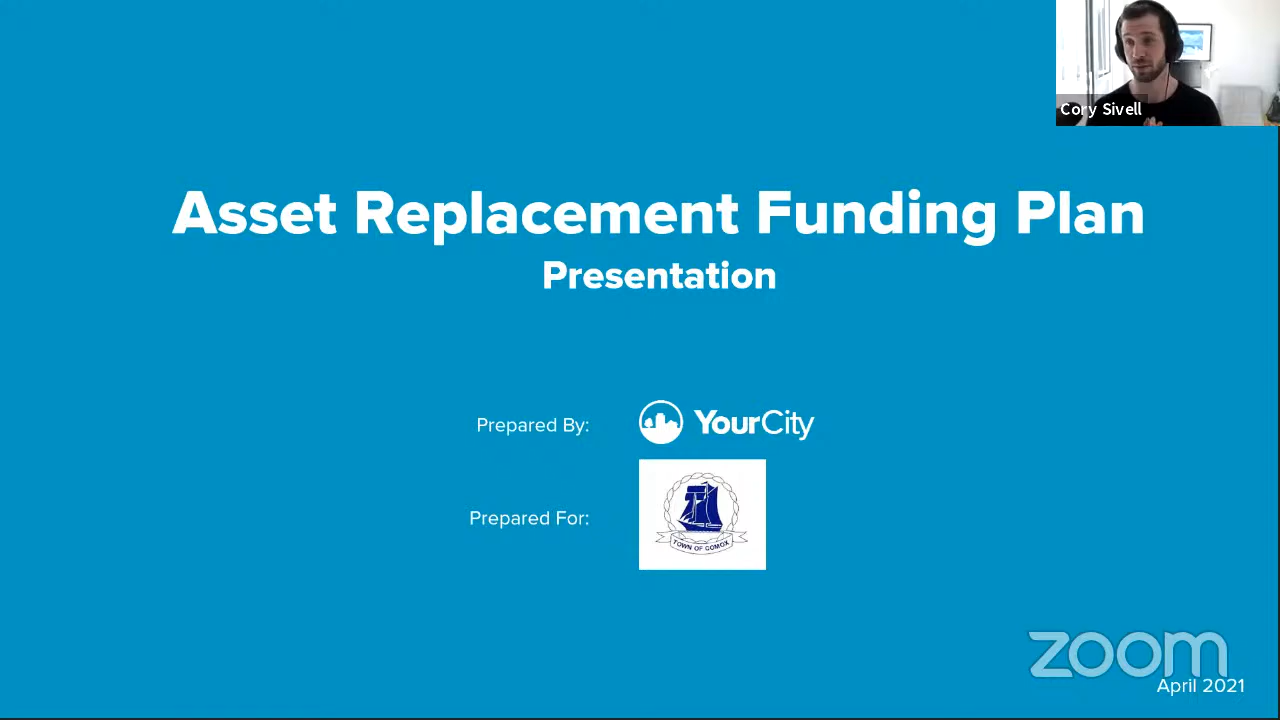 Cory Sivell
Asset Replacement Funding Plan
Presentation
Prepared By:
YourCity
Prepared For:
TOWN OF COMOX
zoom
April 2021